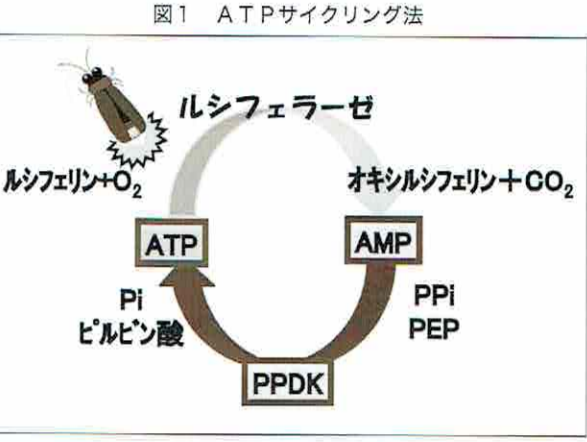 図1　ATPサイクリング法
ルシフェラーゼ
ルシフェリン+O₂
オキシルシフェリン+CO₂
ATP
AMP
Pi
ピルビン酸
PPi
PEP
PPDK